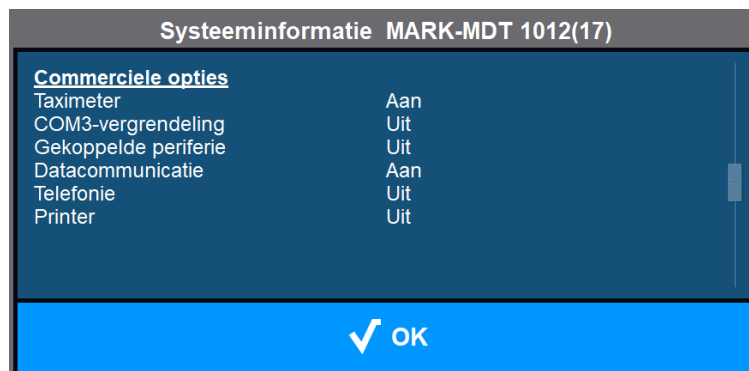 Systeeminformatie MARK-MDT 1012(17)
Commerciele opties
Taximeter Aan
COM3-vergrendeling Uit
Gekoppelde periferie Uit
Datacommunicatie Aan
Telefonie Uit
Printer Uit
OK